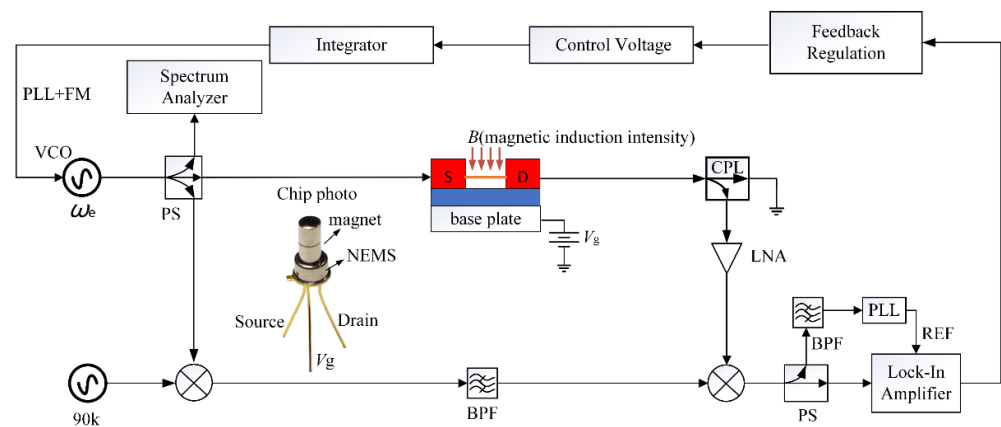 Integrator
Control Voltage
Feedback
Regulation
Spectrum
Analyzer
PLL+FM
VCO
ωe
PS
B(magnetic induction intensity)
S
D
base plate
Vg
CPL
LNA
Chip photo
magnet
NEMS
Source
Drain
Vg
PLL
BPF
REF
90k
BPF
PS
Lock-In
Amplifier